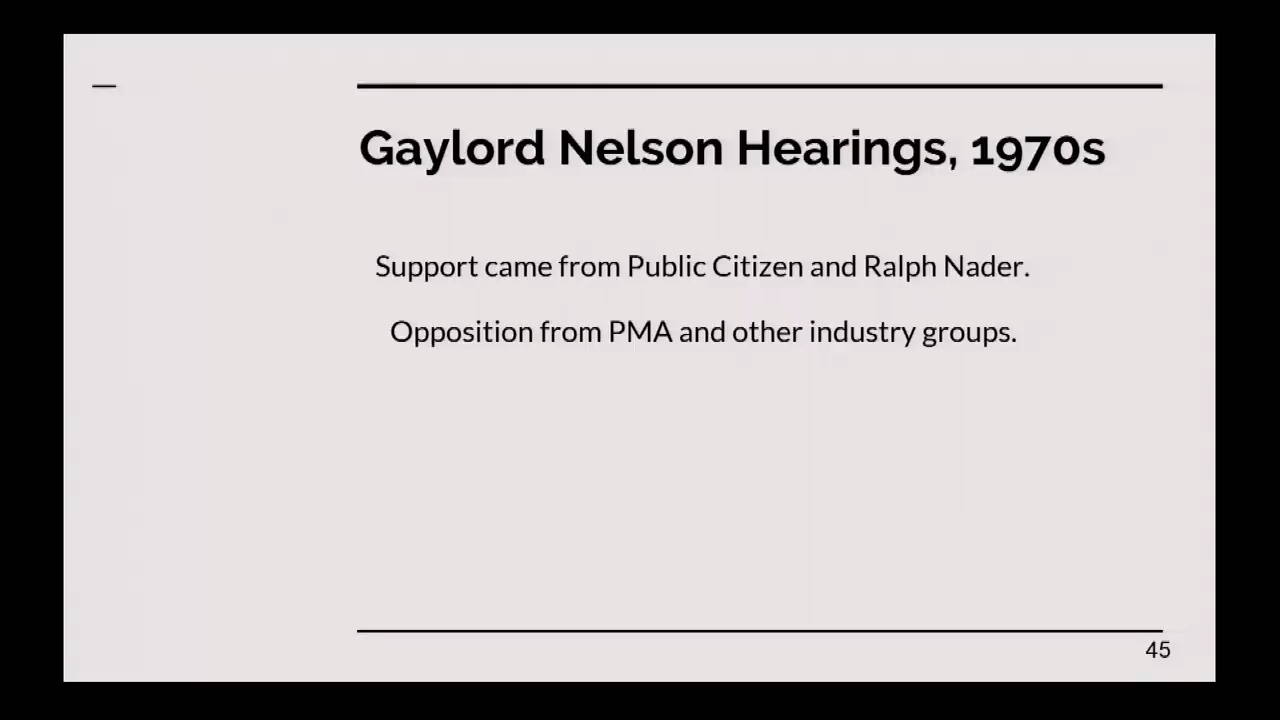 Gaylord Nelson Hearings, 1970s
Support came from Public Citizen and Ralph Nader.
Opposition from PMA and other industry groups.
45